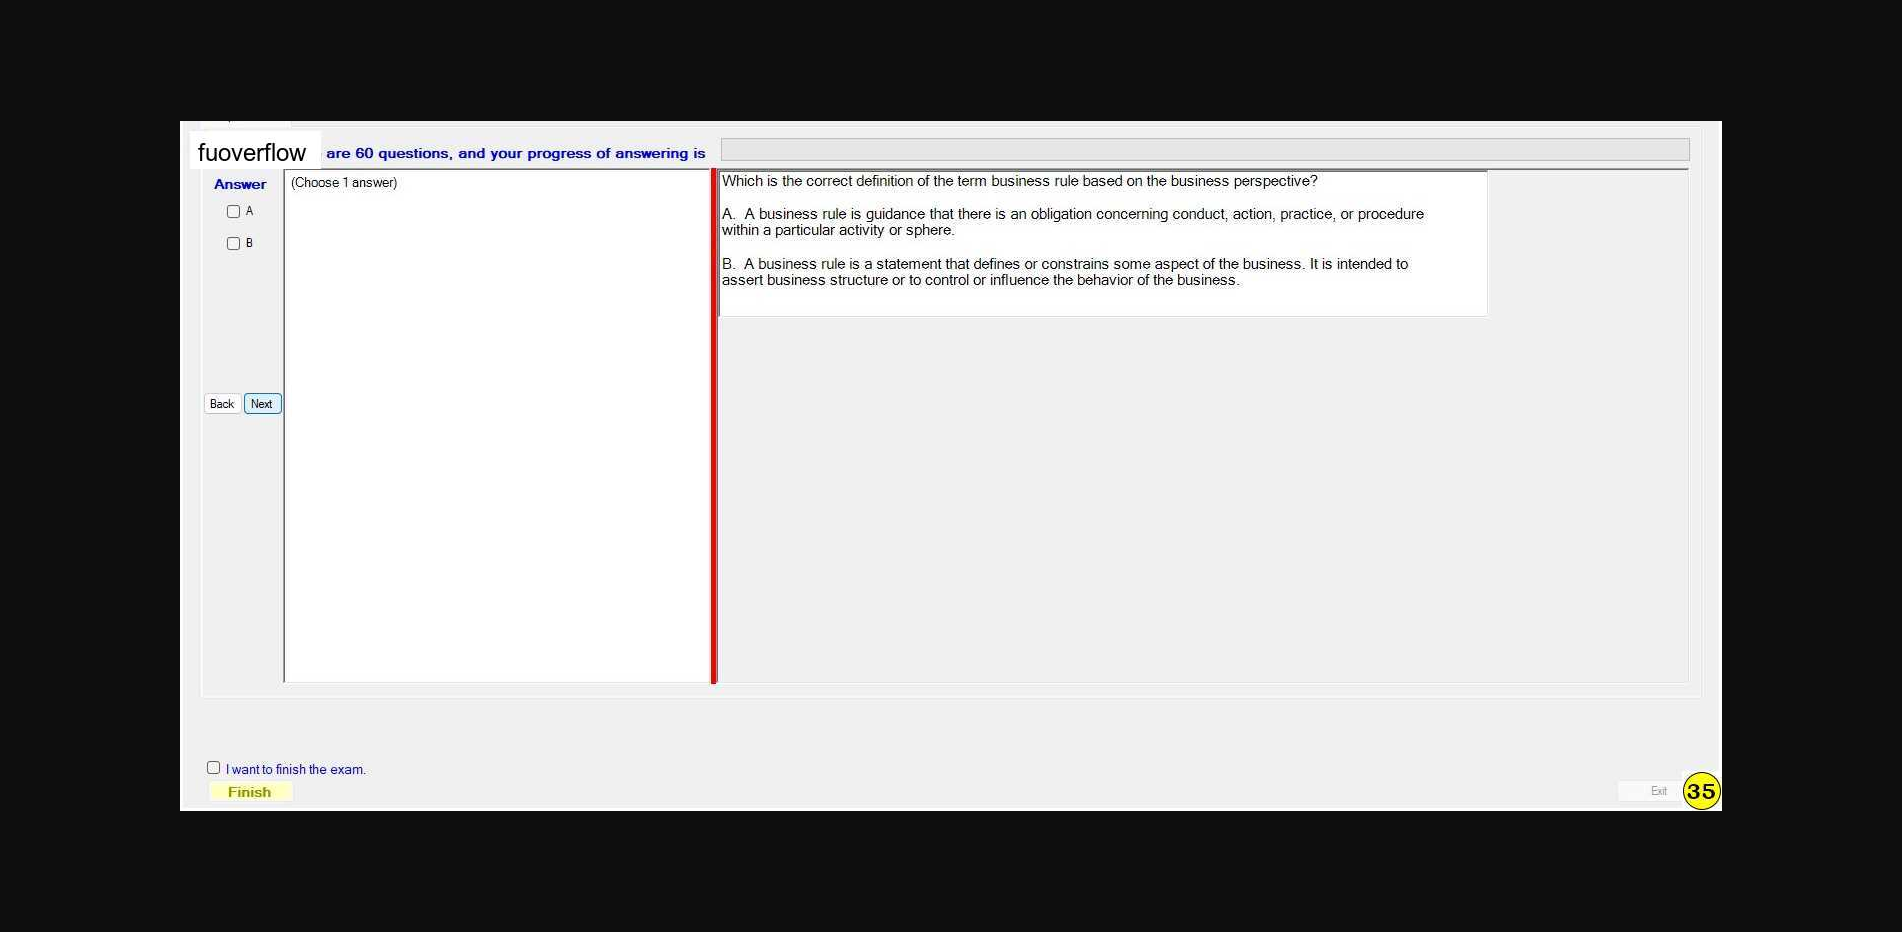 fuoverflow are 60 questions, and your progress of answering is
Answer
(Choose 1 answer)
A
B
Back Next
Which is the correct definition of the term business rule based on the business perspective?
A. A business rule is guidance that there is an obligation concerning conduct, action, practice, or procedure
within a particular activity or sphere.
B. A business rule is a statement that defines or constrains some aspect of the business. It is intended to
assert business structure or to control or influence the behavior of the business.
I want to finish the exam.
Finish
Exit
35